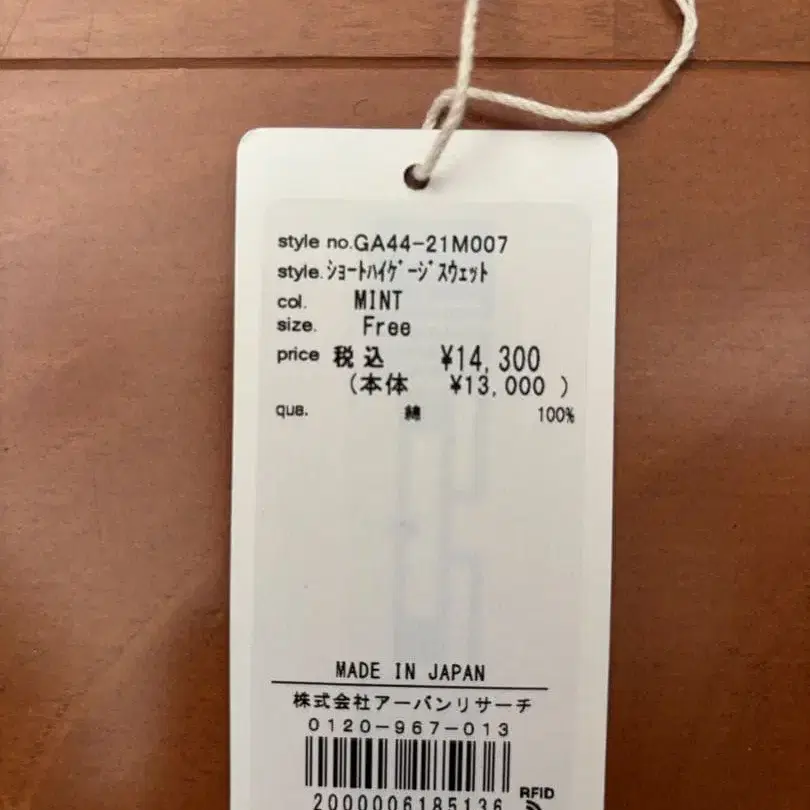 style no.GA44-21M007
style.ｼｮｰﾄﾊｲｹﾞｰｼﾞｽｳｪｯﾄ
col. MINT
size. Free
price 税込 ¥14,300
(本体 ¥13,000 )
qua. 綿 100%
MADE IN JAPAN
株式会社アーバンリサーチ
0120-967-013
RFID
2000006185136